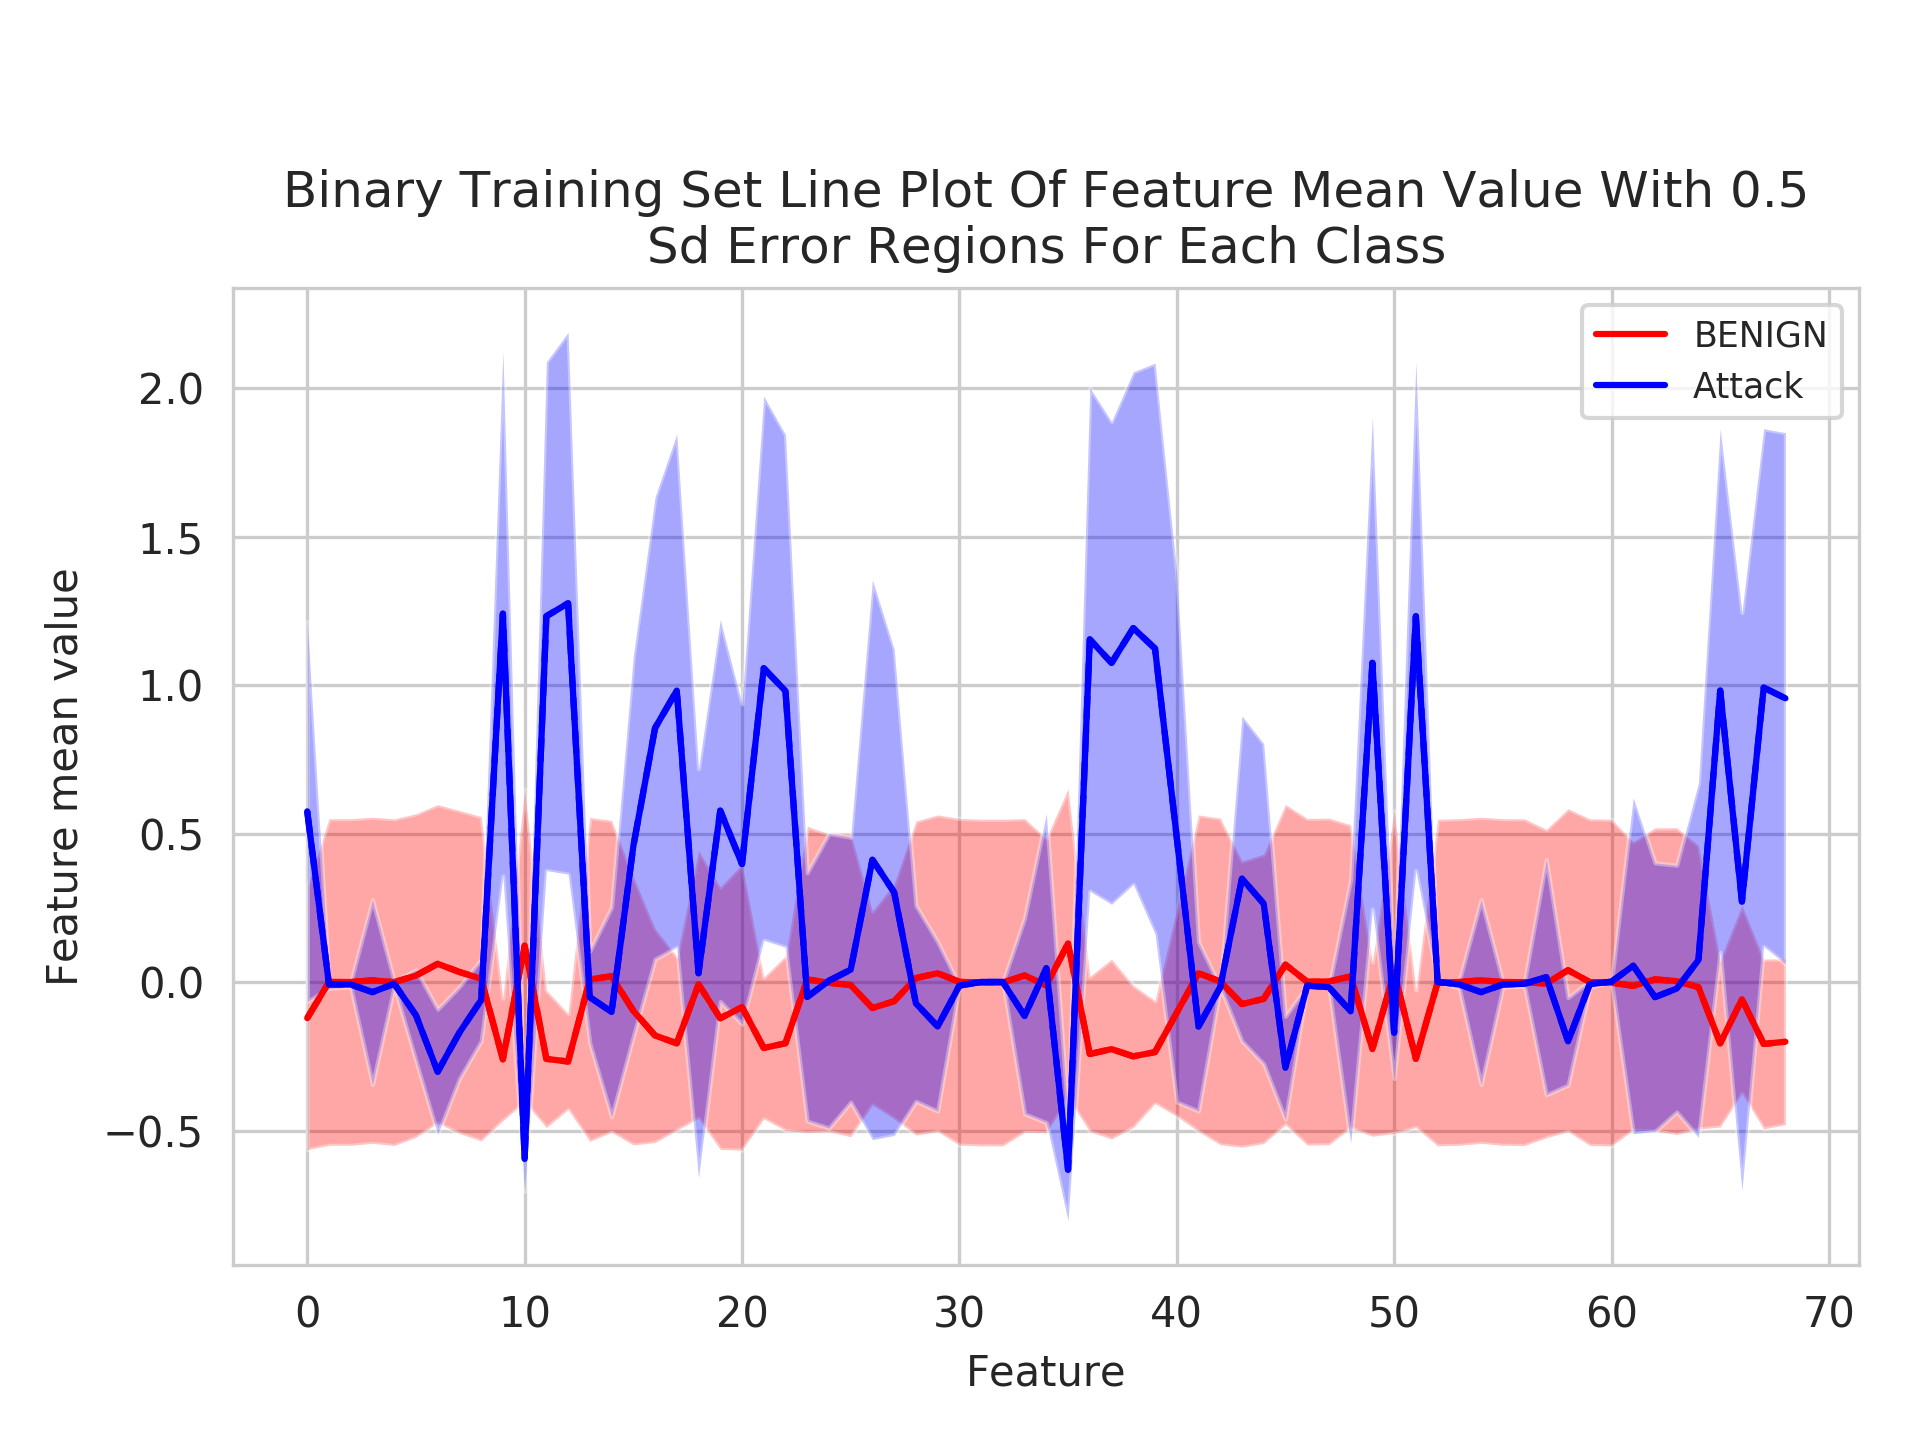 Binary Training Set Line Plot Of Feature Mean Value With 0.5
Sd Error Regions For Each Class
BENIGN
Attack
2.0
1.5
1.0
0.5
0.0
−0.5
Feature mean value
0 10 20 30 40 50 60 70
Feature